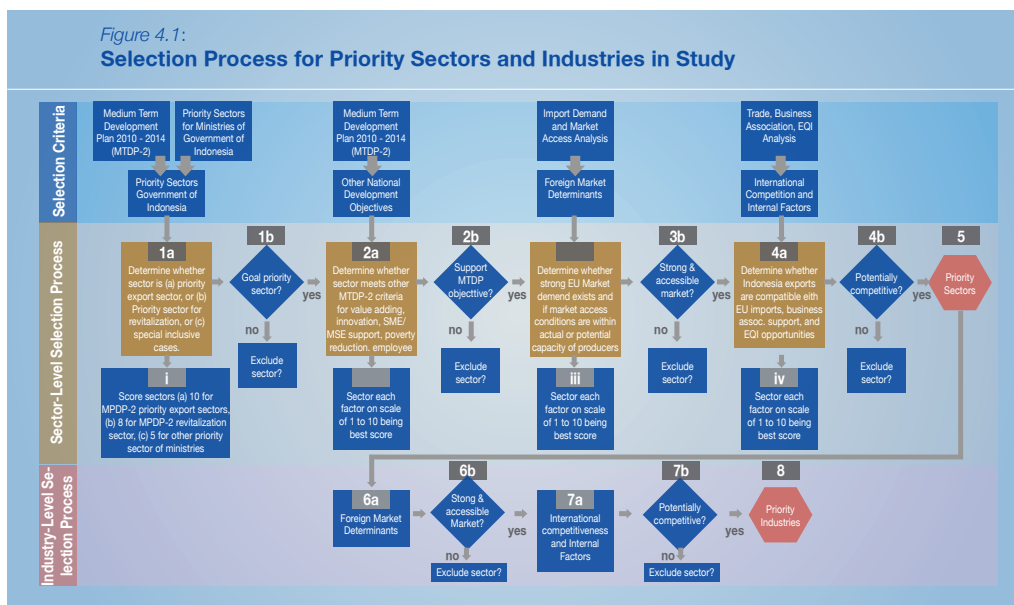 Figure 4.1:
Selection Process for Priority Sectors and Industries in Study
Selection Criteria
Medium Term
Development
Plan 2010 - 2014
(MTDP-2)
Priority Sectors
for Ministries of
Government of
Indonesia
Medium Term
Development
Plan 2010 - 2014
(MTDP-2)
Import Demand
and Market
Access Analysis
Trade, Business
Association, EQI
Analysis
Priority Sectors
Government of
Indonesia
Other National
Development
Objectives
Foreign Market
Determinants
International
Competition and
Internal Factors
Sector-Level Selection Process
1a
Determine whether
sector is (a) priority
export sector, or (b)
Priority sector for
revitalization, or (c)
special inclusive
cases.
1b
Goal priority
sector?
yes
no
Exclude
sector?
i
Score sectors (a) 10 for
MPDP-2 priority export sectors,
(b) 8 for MPDP-2 revitalization
sector, (c) 5 for other priority
sector of ministries
2a
Determine whether
sector meets other
MTDP-2 criteria
for value adding,
innovation, SME/
MSE support, poverty
reduction. employee
2b
Support
MTDP
objective?
yes
no
Exclude
sector?
Sector each
factor on scale
of 1 to 10 being
best score
Determine whether
strong EU Market
demand exists and
if market access
conditions are within
actual or potential
capacity of producers
3b
Strong &
accessible
market?
yes
no
Exclude
sector?
iii
Sector each
factor on scale
of 1 to 10 being
best score
4a
Determine whether
Indonesia exports
are compatible eith
EU imports, business
assoc. support, and
EQI opportunities
4b
Potentially
competitive?
yes
no
Exclude
sector?
iv
Sector each
factor on scale
of 1 to 10 being
best score
5
Priority
Sectors
Industry-Level Se-
lection Process
6a
Foreign Market
Determinants
6b
Stong &
accessible
Market?
yes
no
Exclude sector?
7a
International
competitiveness
and Internal
Factors
7b
Potentially
competitive?
yes
no
Exclude sector?
8
Priority
Industries